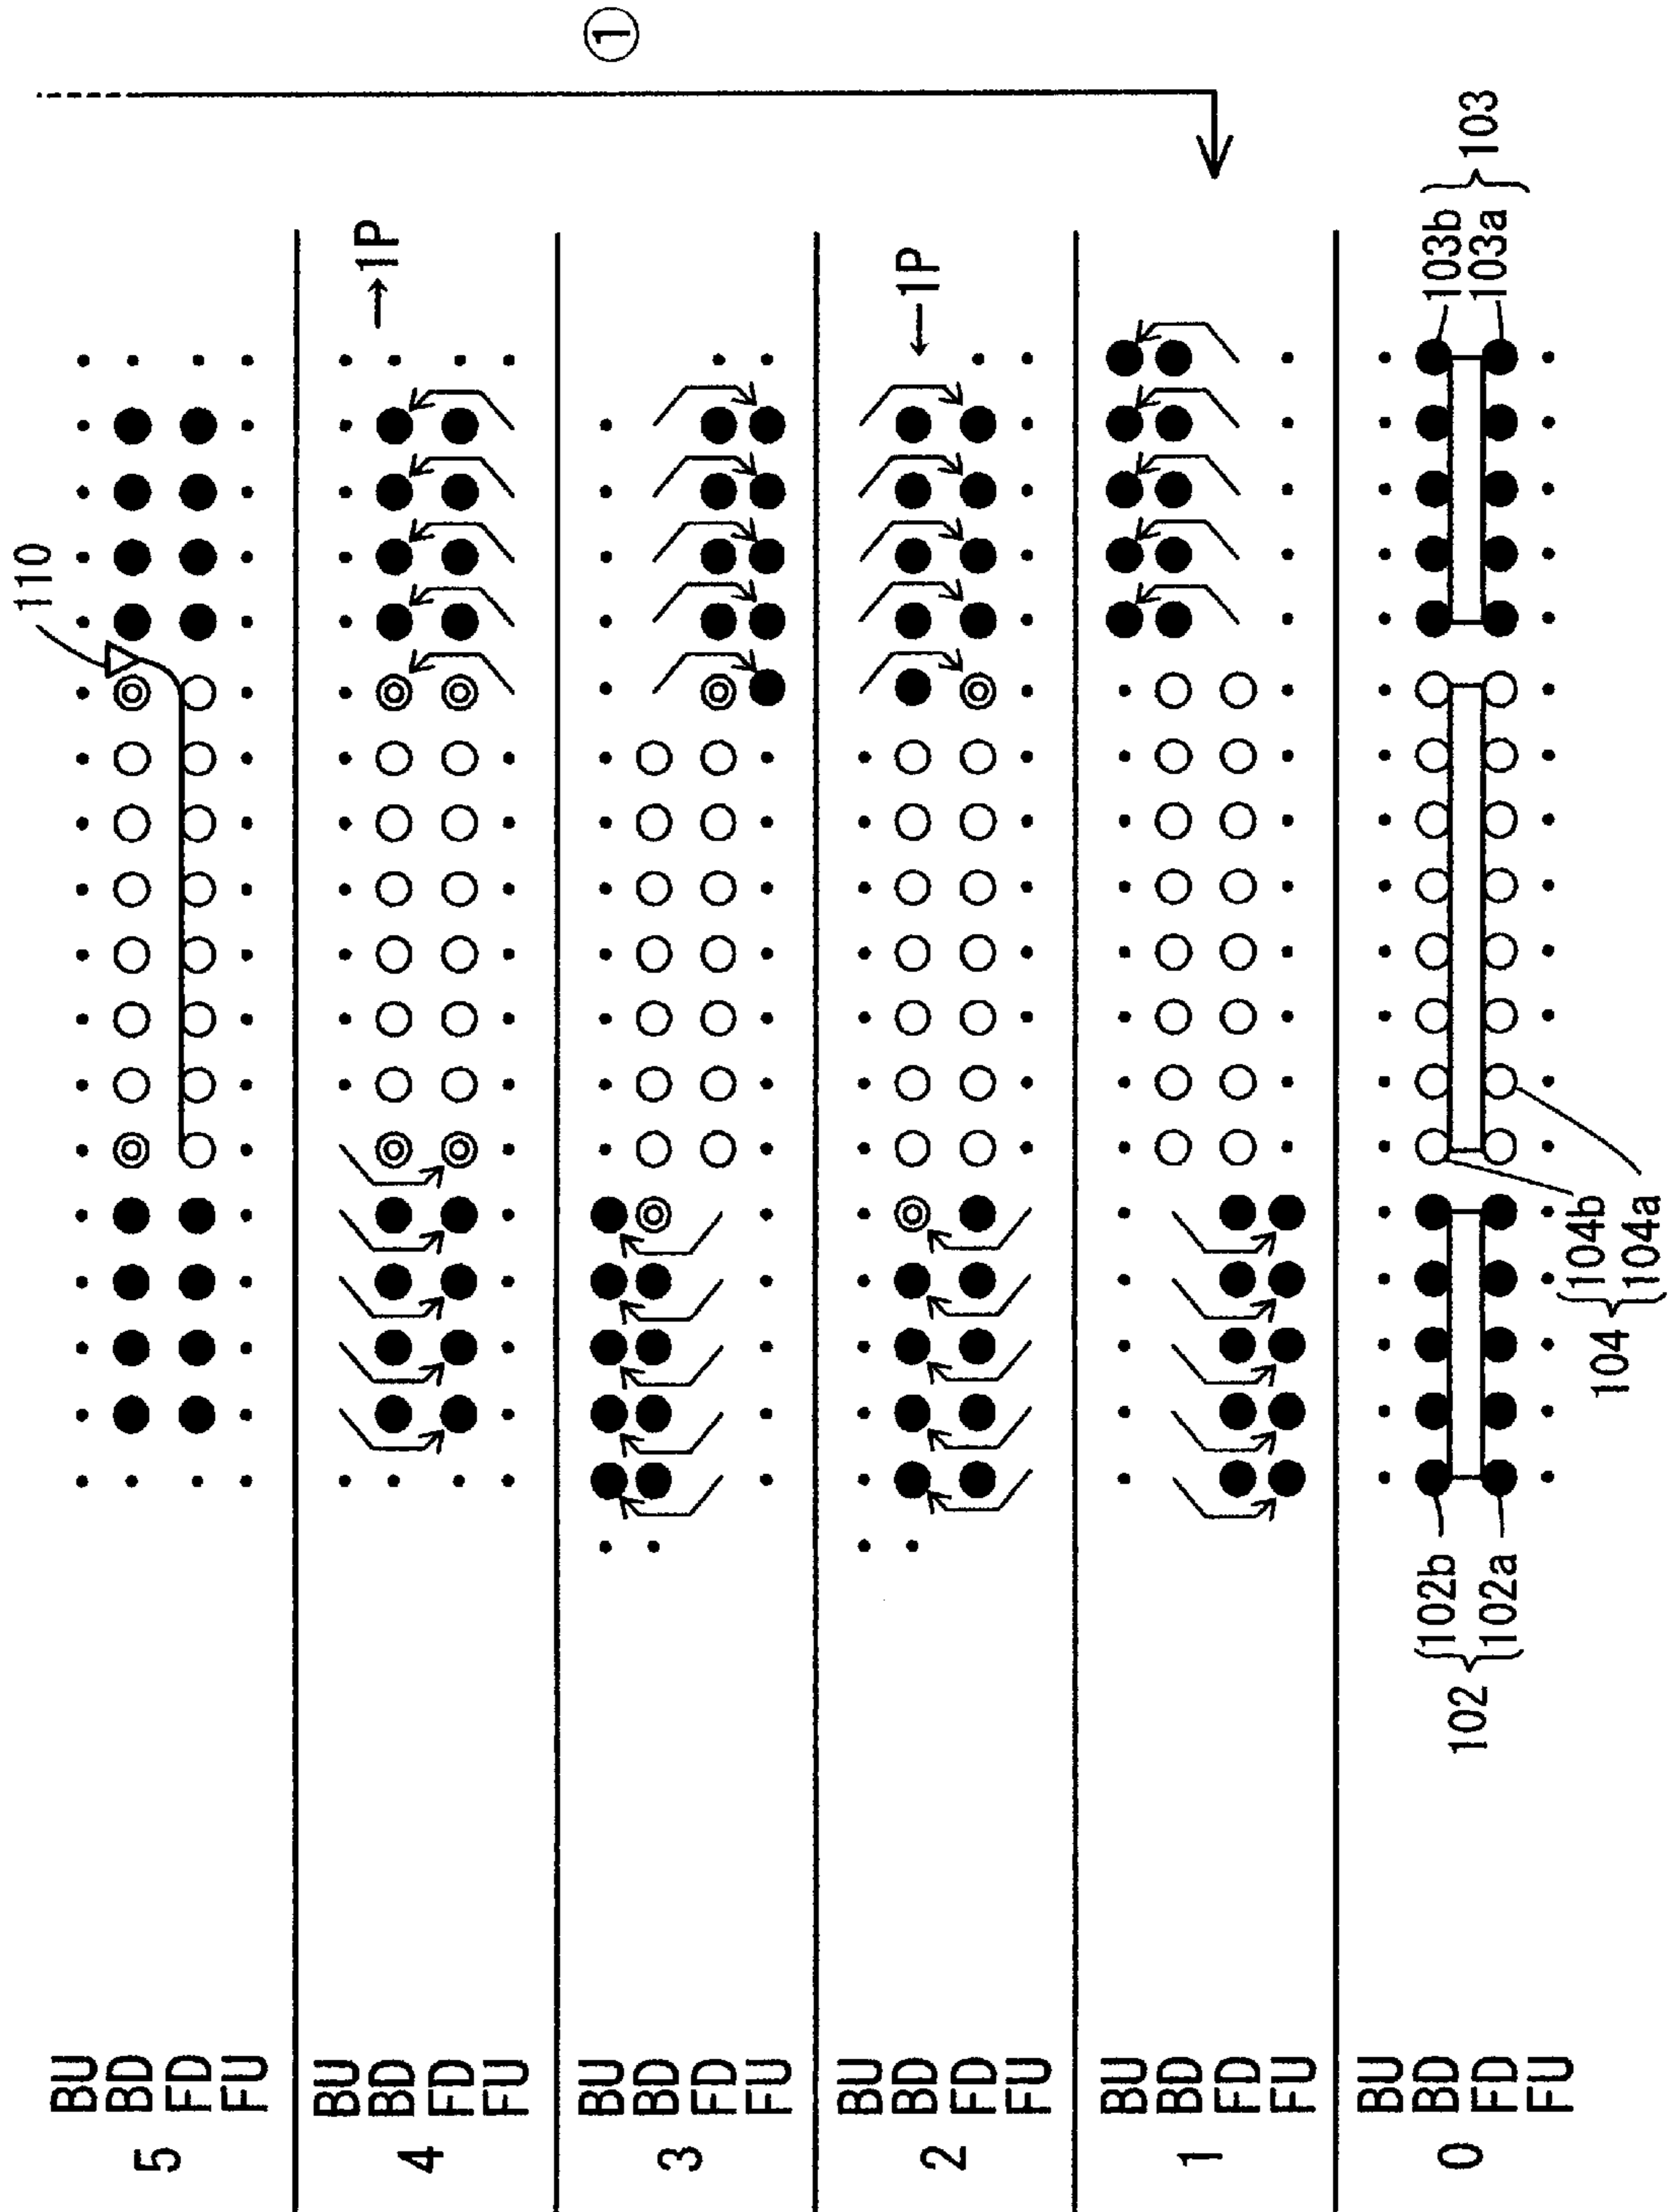 110
5 BU
BD
FD
FU
4 BU
BD
FD
FU
→1P
①
3 BU
BD
FD
FU
2 BU
BD
FD
FU
←1P
1 BU
BD
FD
FU
0 BU
BD
FD
FU
102 {102b
102a
104 {104b
104a
103b } 103
103a